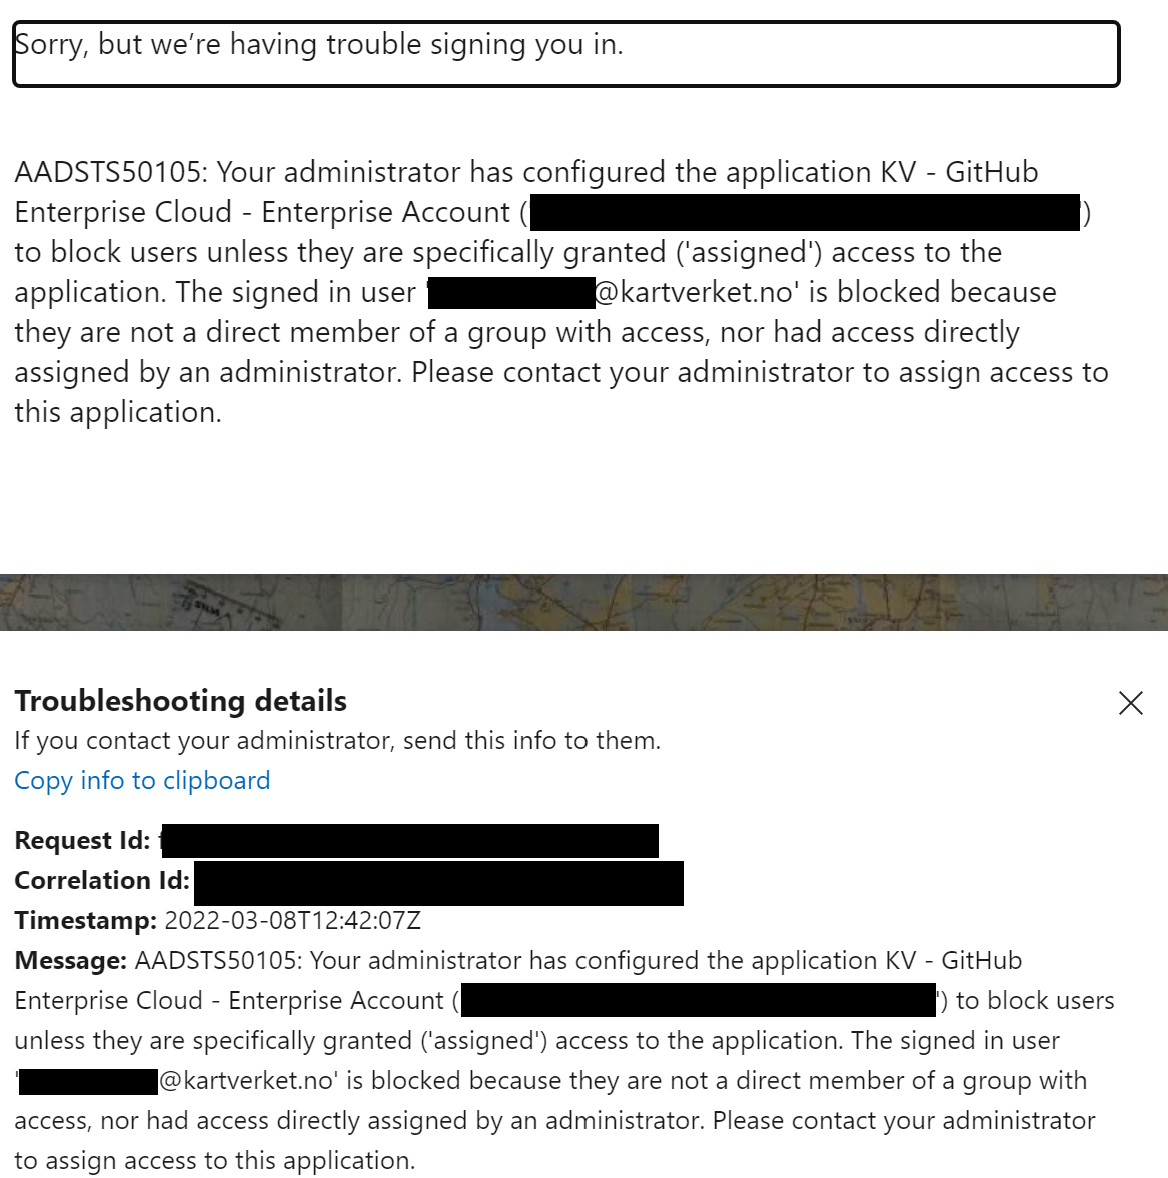 Sorry, but we’re having trouble signing you in.
AADSTS50105: Your administrator has configured the application KV - GitHub
Enterprise Cloud - Enterprise Account ( ')
to block users unless they are specifically granted ('assigned') access to the
application. The signed in user ' @kartverket.no' is blocked because
they are not a direct member of a group with access, nor had access directly
assigned by an administrator. Please contact your administrator to assign access to
this application.
Troubleshooting details
If you contact your administrator, send this info to them.
Copy info to clipboard
Request Id:
Correlation Id:
Timestamp: 2022-03-08T12:42:07Z
Message: AADSTS50105: Your administrator has configured the application KV - GitHub
Enterprise Cloud - Enterprise Account ( ') to block users
unless they are specifically granted ('assigned') access to the application. The signed in user
' @kartverket.no' is blocked because they are not a direct member of a group with
access, nor had access directly assigned by an administrator. Please contact your administrator
to assign access to this application.